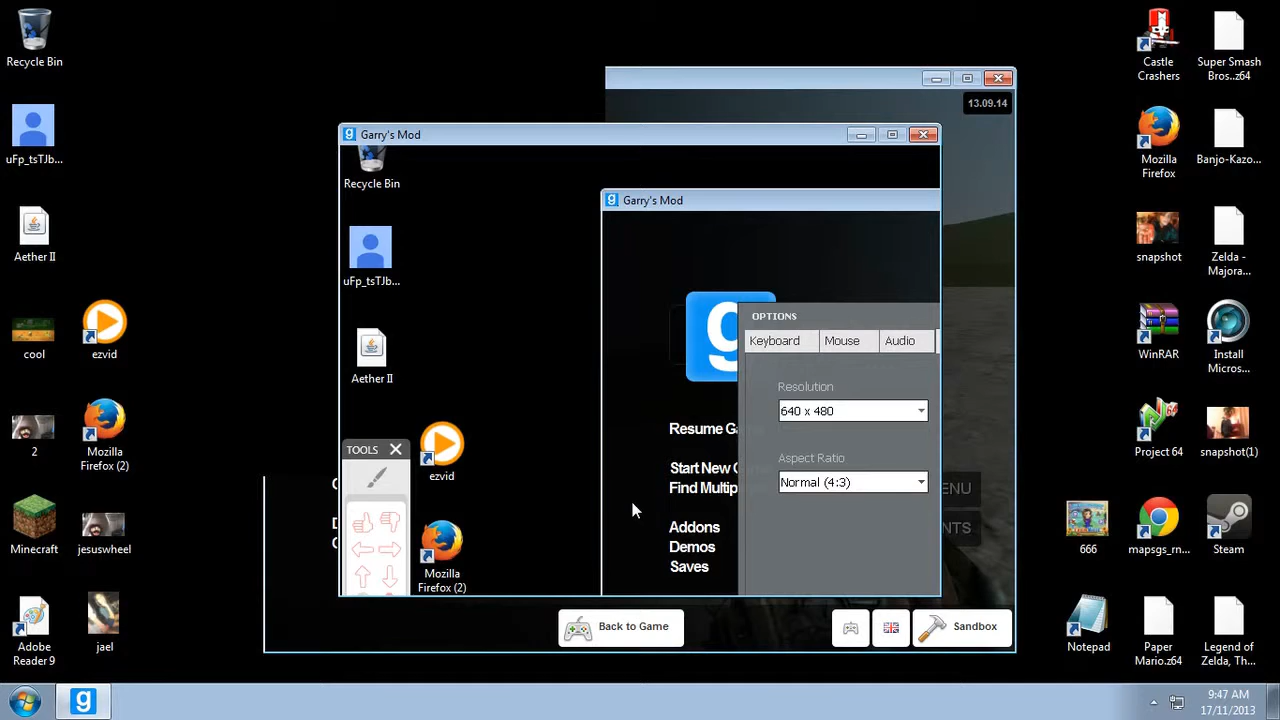 Recycle Bin
uFp_tsTJb...
Aether II
cool
ezvid
2
Mozilla
Firefox (2)
Minecraft
jesuswheel
Adobe
Reader 9
jael
13.09.14
Garry's Mod
Recycle Bin
uFp_tsTJb...
Aether II
TOOLS
ezvid
Mozilla
Firefox (2)
Garry's Mod
g
OPTIONS
Keyboard
Mouse
Audio
Resolution
640 x 480
Aspect Ratio
Normal (4:3)
Resume Ga
Start New G
Find Multip
Addons
Demos
Saves
ENU
NTS
Back to Game
Sandbox
Castle
Crashers
Super Smash
Bros.z64
Mozilla
Firefox
Banjo-Kazo...
snapshot
Zelda -
Majora...
WinRAR
Install
Micros...
Project 64
snapshot(1)
666
mapsgs_rn...
Steam
Notepad
Paper
Mario.z64
Legend of
Zelda, Th...
g
9:47 AM
17/11/2013